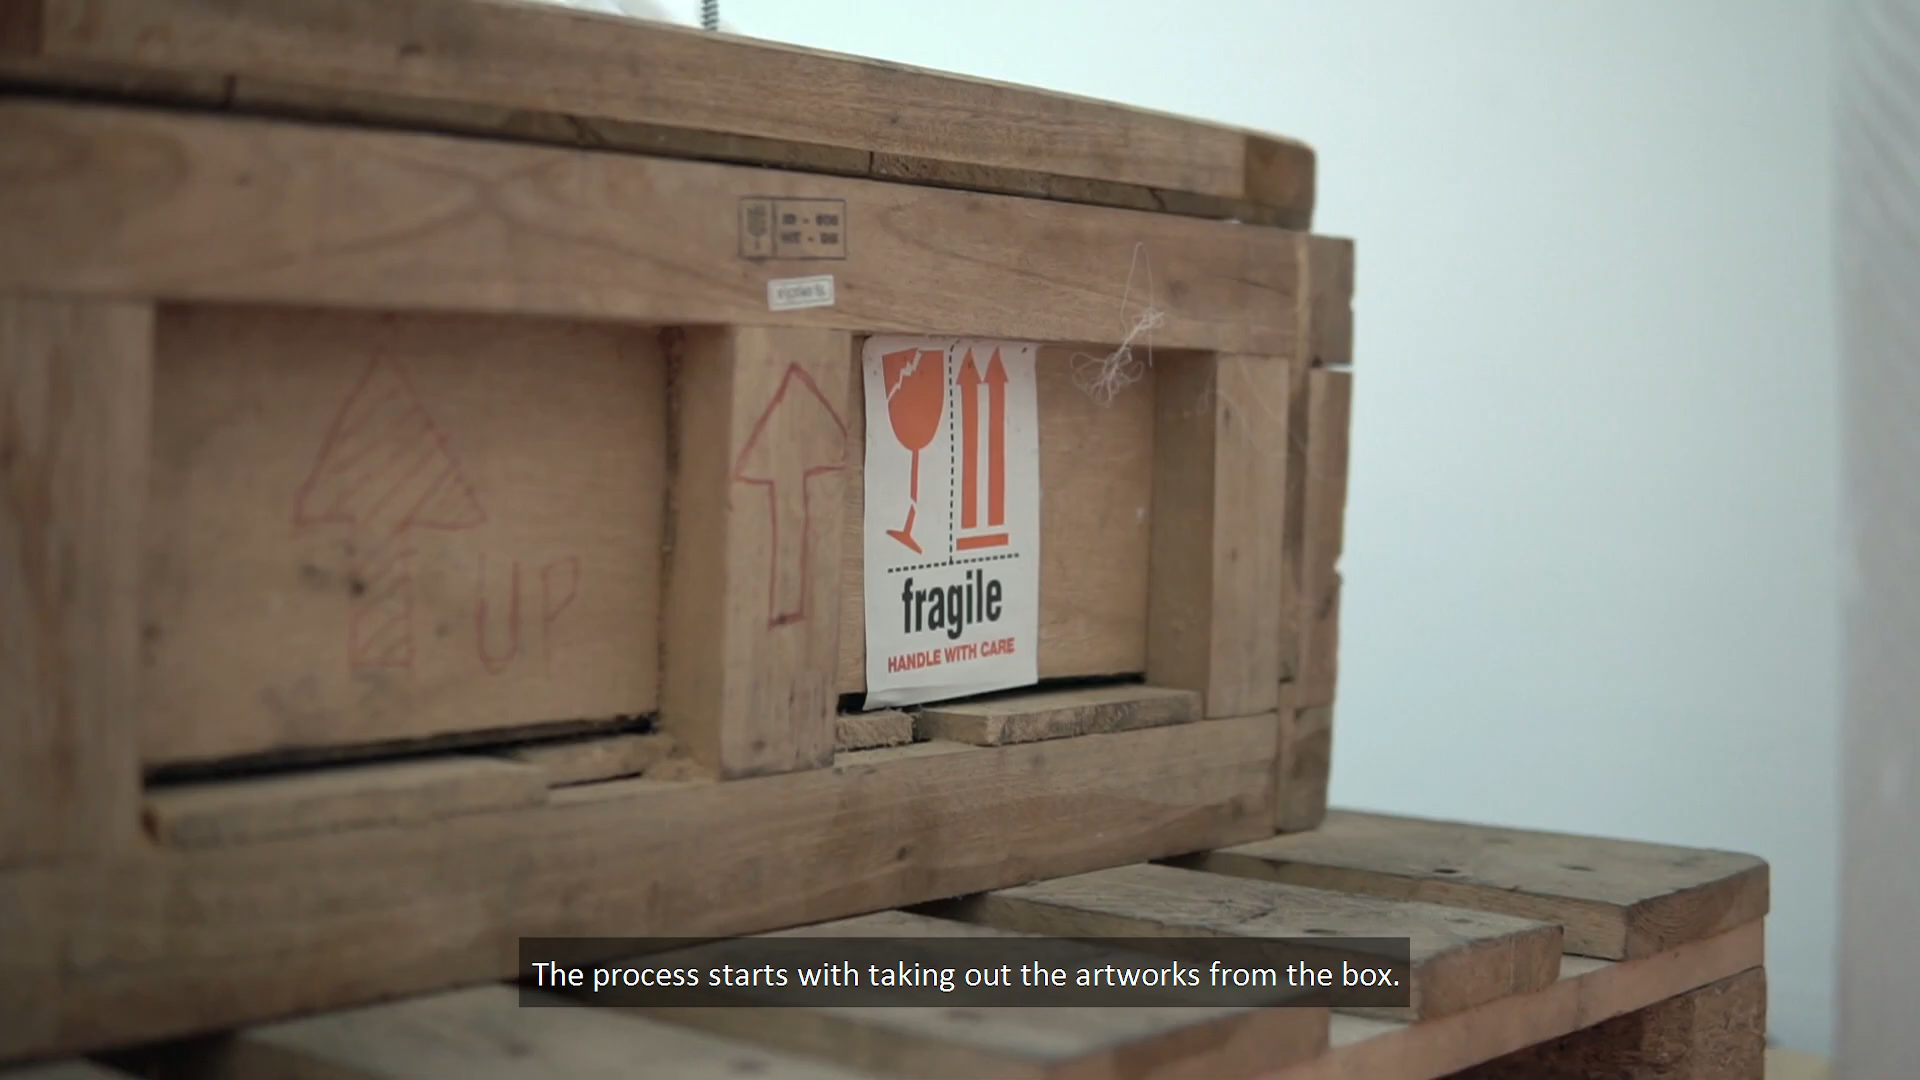 UP
fragile
HANDLE WITH CARE
The process starts with taking out the artworks from the box.